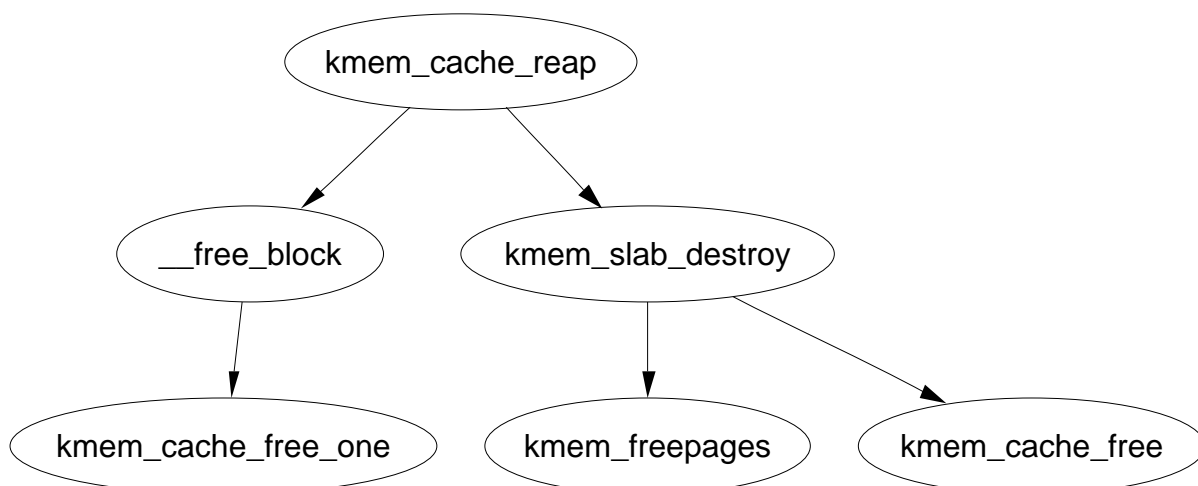 kmem_cache_reap
__free_block
kmem_slab_destroy
kmem_cache_free_one
kmem_freepages
kmem_cache_free